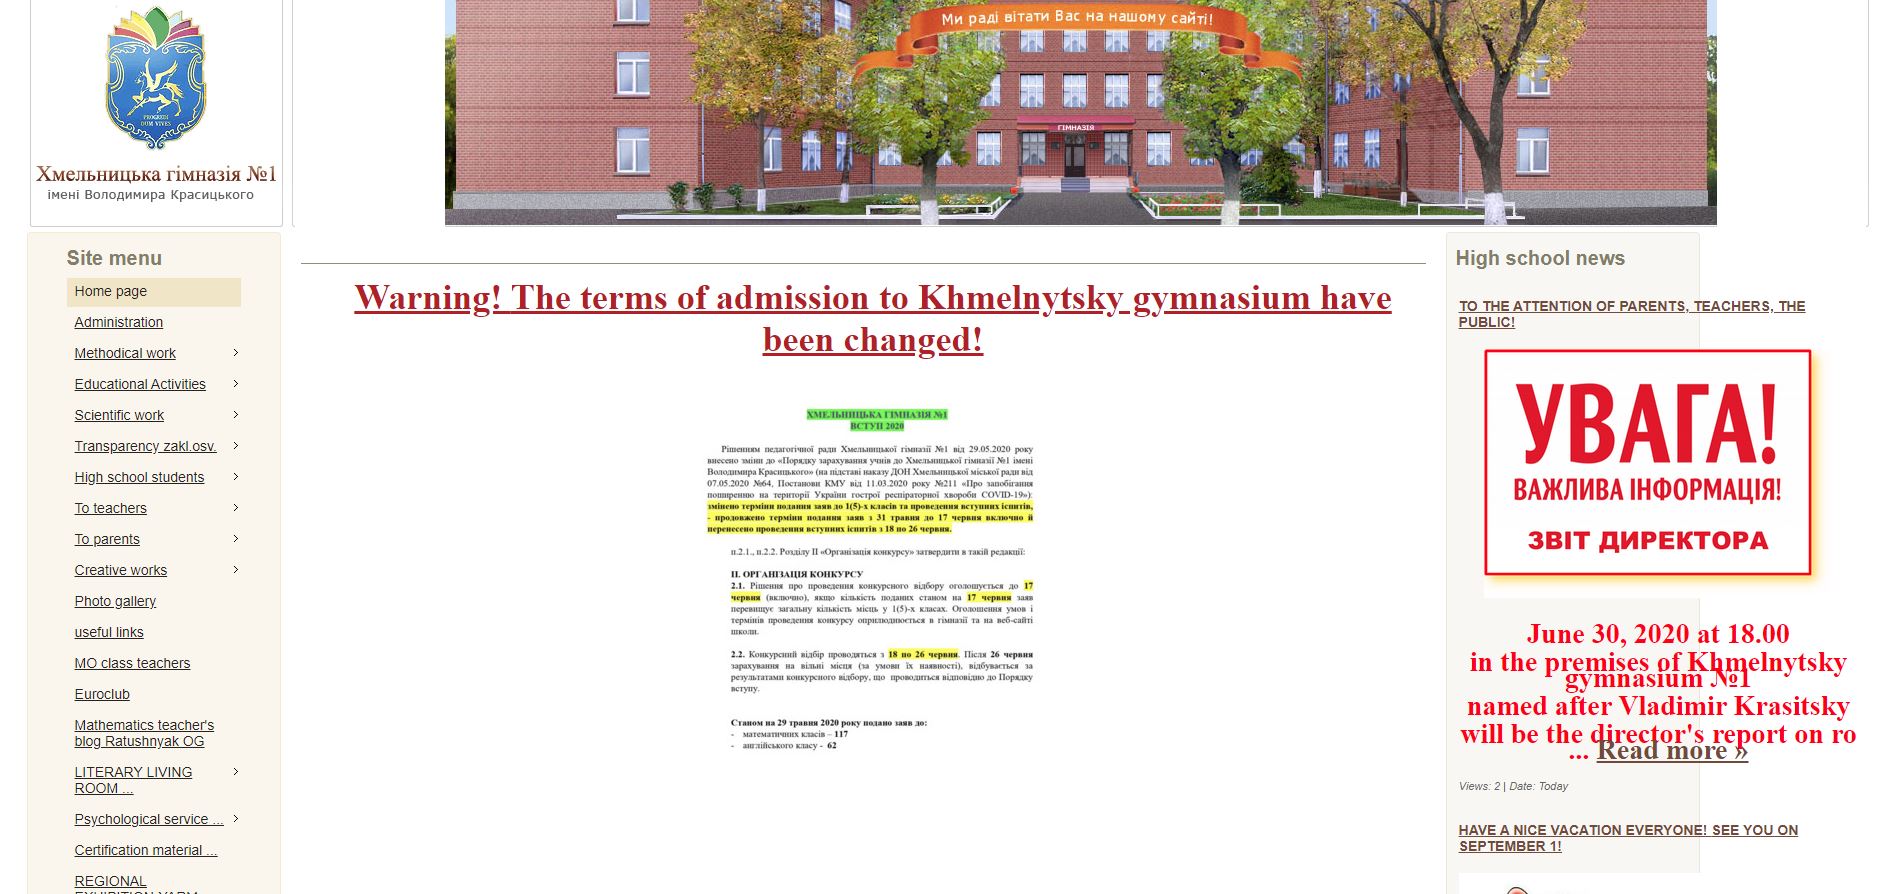 Ми раді вітати Вас на нашому сайті!
ГІМНАЗІЯ
PROGREDI
DUM VIVES
Хмельницька гімназія №1
імені Володимира Красицького
Site menu
Home page
Administration
Methodical work
Educational Activities
Scientific work
Transparency zakl.osv.
High school students
To teachers
To parents
Creative works
Photo gallery
useful links
MO class teachers
Euroclub
Mathematics teacher's
blog Ratushnyak OG
LITERARY LIVING
ROOM ...
Psychological service ...
Certification material ...
REGIONAL
Warning! The terms of admission to Khmelnytsky gymnasium have
been changed!
ХМЕЛЬНИЦЬКА ГІМНАЗІЯ №1
ВСТУП 2020
Рішенням педагогічної ради Хмельницької гімназії №1 від 29.05.2020 року
внесено зміни до «Порядку зарахування учнів до Хмельницької гімназії №1 імені
Володимира Красицького» (на підставі наказу ДОН Хмельницької міської ради від
07.05.2020 №64, Постанови КМУ від 11.03.2020 року №211 «Про запобігання
поширенню на території України гострої респіраторної хвороби COVID-19»):
змінено терміни подання заяв до 1(5)-х класів та проведення вступних іспитів,
- продовжено терміни подання заяв з 31 травня до 17 червня включно й
перенесено проведення вступних іспитів з 18 по 26 червня.
п.2.1., п.2.2. Розділу ІІ «Організація конкурсу» затвердити в такій редакції:
ІІ. ОРГАНІЗАЦІЯ КОНКУРСУ
2.1. Рішення про проведення конкурсного відбору оголошується до 17
червня (включно), якщо кількість поданих станом на 17 червня заяв
перевищує загальну кількість місць у 1(5)-х класах. Оголошення умов і
термінів проведення конкурсу оприлюднюється в гімназії та на веб-сайті
школи.
2.2. Конкурсний відбір проводяться з 18 по 26 червня. Після 26 червня
зарахування на вільні місця (за умови їх наявності), відбувається за
результатами конкурсного відбору, що проводиться відповідно до Порядку
вступу.
Станом на 29 травня 2020 року подано заяв до:
- математичних класів – 117
- англійського класу - 62
High school news
TO THE ATTENTION OF PARENTS, TEACHERS, THE
PUBLIC!
УВАГА!
ВАЖЛИВА ІНФОРМАЦІЯ!
ЗВІТ ДИРЕКТОРА
June 30, 2020 at 18.00
in the premises of Khmelnytsky
gymnasium №1
named after Vladimir Krasitsky
will be the director's report on ro
... Read more »
Views: 2 | Date: Today
HAVE A NICE VACATION EVERYONE! SEE YOU ON
SEPTEMBER 1!